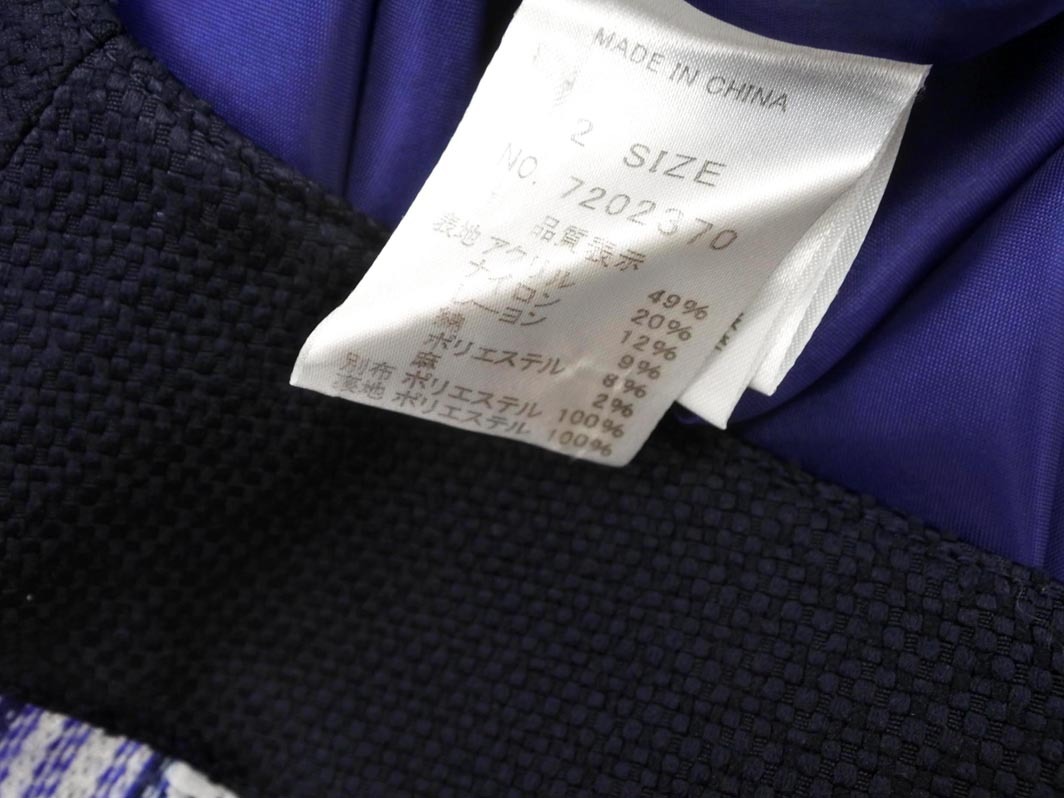 MADE IN CHINA
2 SIZE
NO. 7202370
品質表示
表地 アクリル 49%
ナイロン 20%
レーヨン 12%
綿 9%
ポリエステル 8%
麻 2%
別布 ポリエステル 100%
裏地 ポリエステル 100%